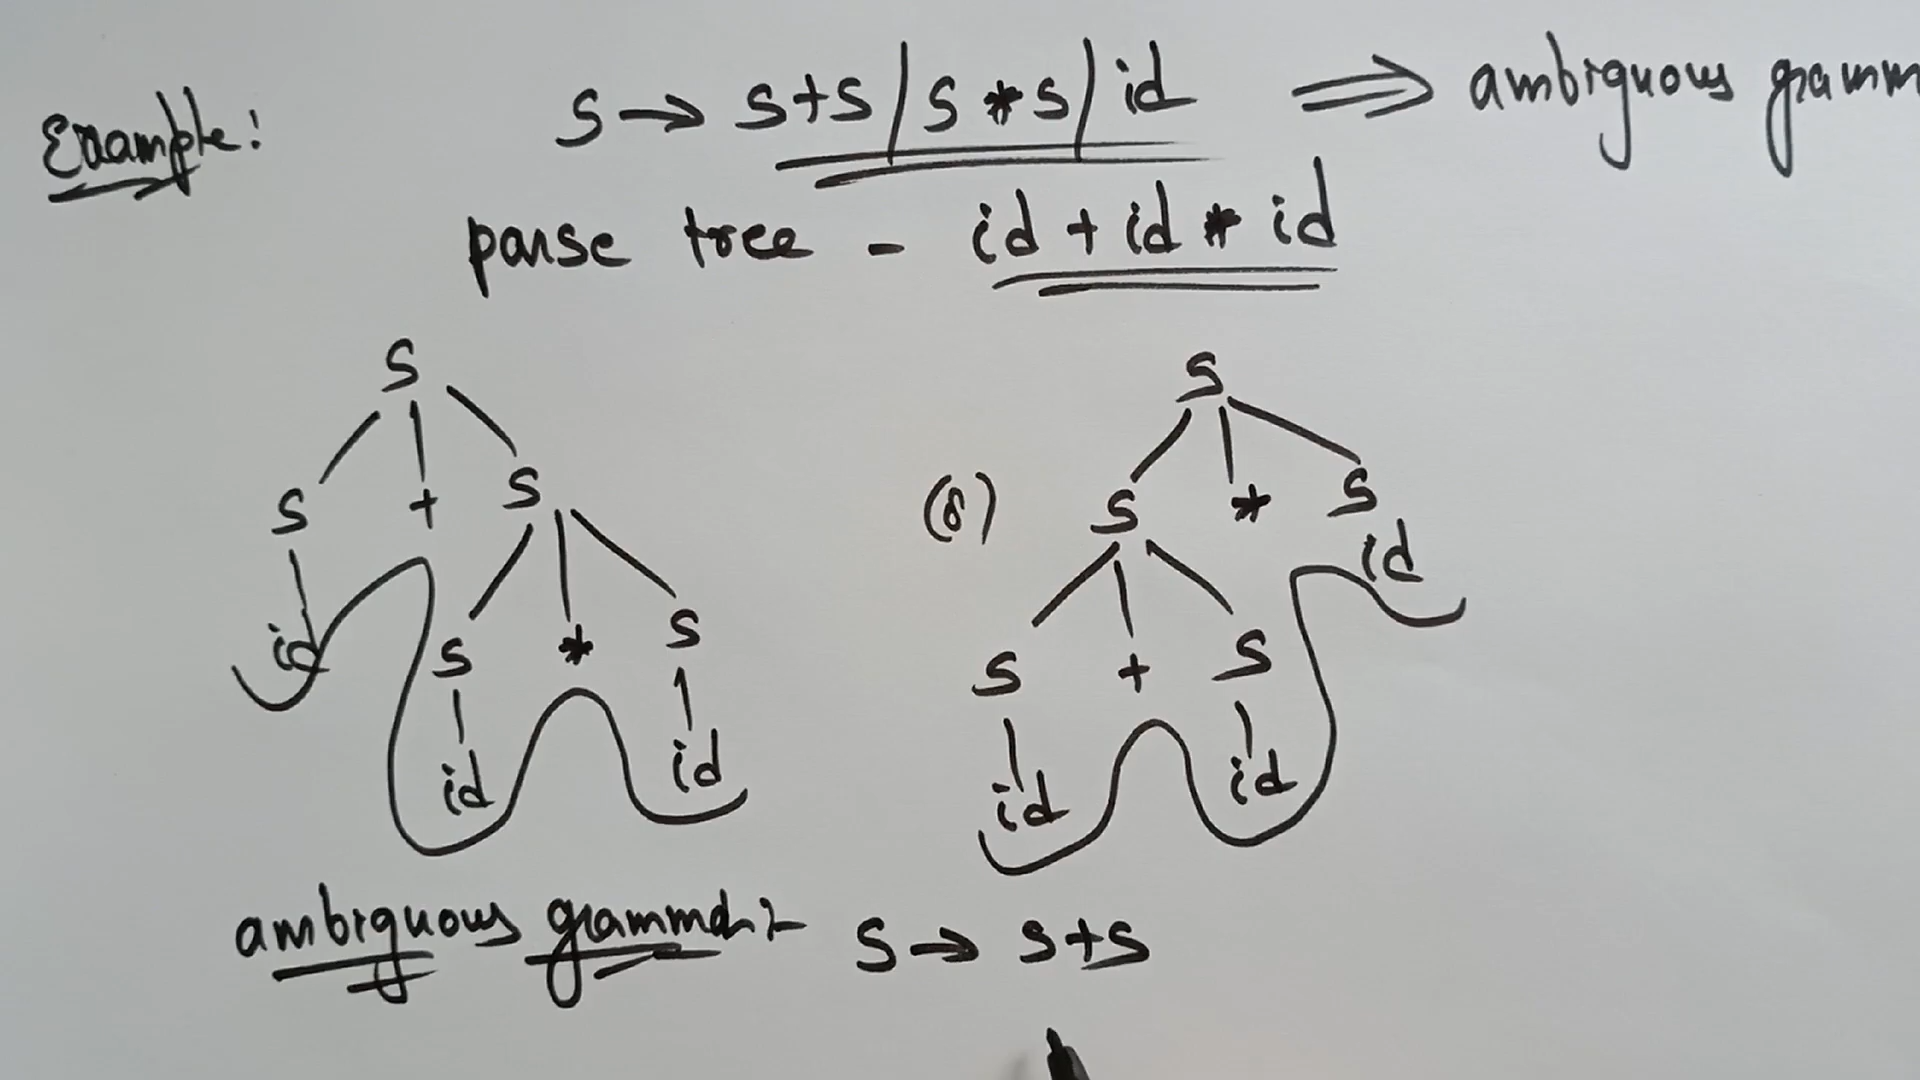 Example: S → S+S / S * S / id ⇒ ambiguous gramm
parse tree - id + id * id
S S
S + S (or) S * S
id id
S * S S + S
id id id id
ambiguous grammar:- S → S+S